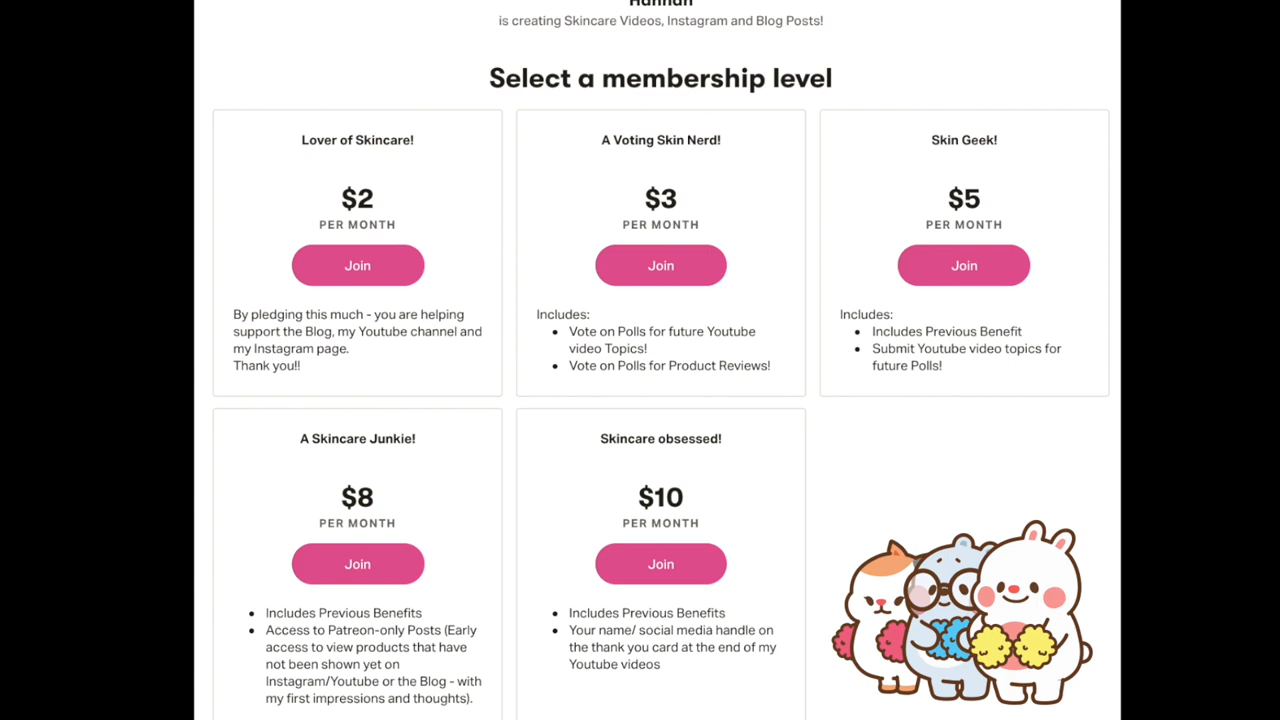 Hannah
is creating Skincare Videos, Instagram and Blog Posts!
Select a membership level
Lover of Skincare!
$2
PER MONTH
Join
By pledging this much - you are helping
support the Blog, my Youtube channel and
my Instagram page.
Thank you!!
A Voting Skin Nerd!
$3
PER MONTH
Join
Includes:
• Vote on Polls for future Youtube
video Topics!
• Vote on Polls for Product Reviews!
Skin Geek!
$5
PER MONTH
Join
Includes:
• Includes Previous Benefit
• Submit Youtube video topics for
future Polls!
A Skincare Junkie!
$8
PER MONTH
Join
• Includes Previous Benefits
• Access to Patreon-only Posts (Early
access to view products that have
not been shown yet on
Instagram/Youtube or the Blog - with
my first impressions and thoughts).
Skincare obsessed!
$10
PER MONTH
Join
• Includes Previous Benefits
• Your name/ social media handle on
the thank you card at the end of my
Youtube videos